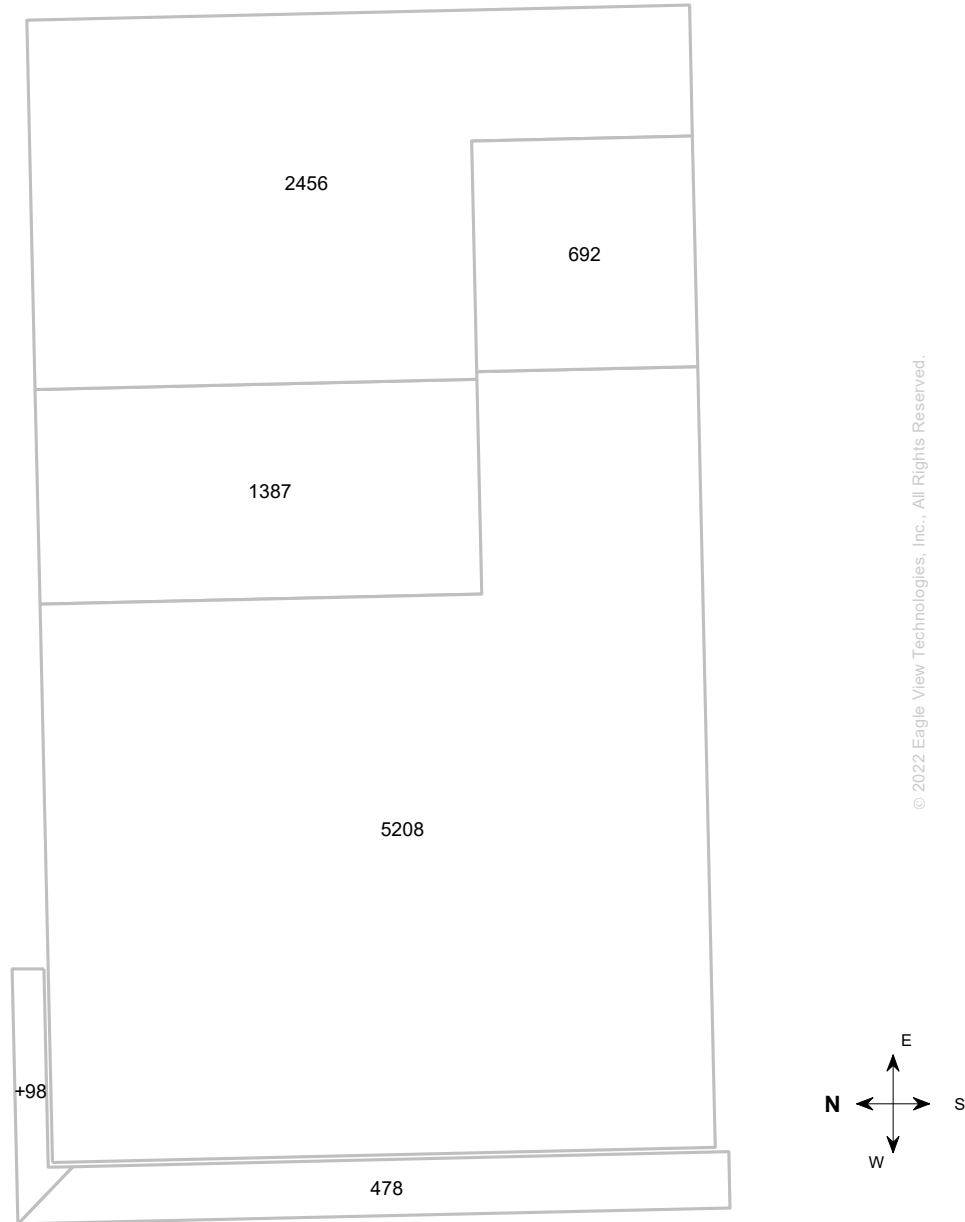 2456
692
1387
5208
+98
478
E
N
S
W
© 2022 Eagle View Technologies, Inc., All Rights Reserved.